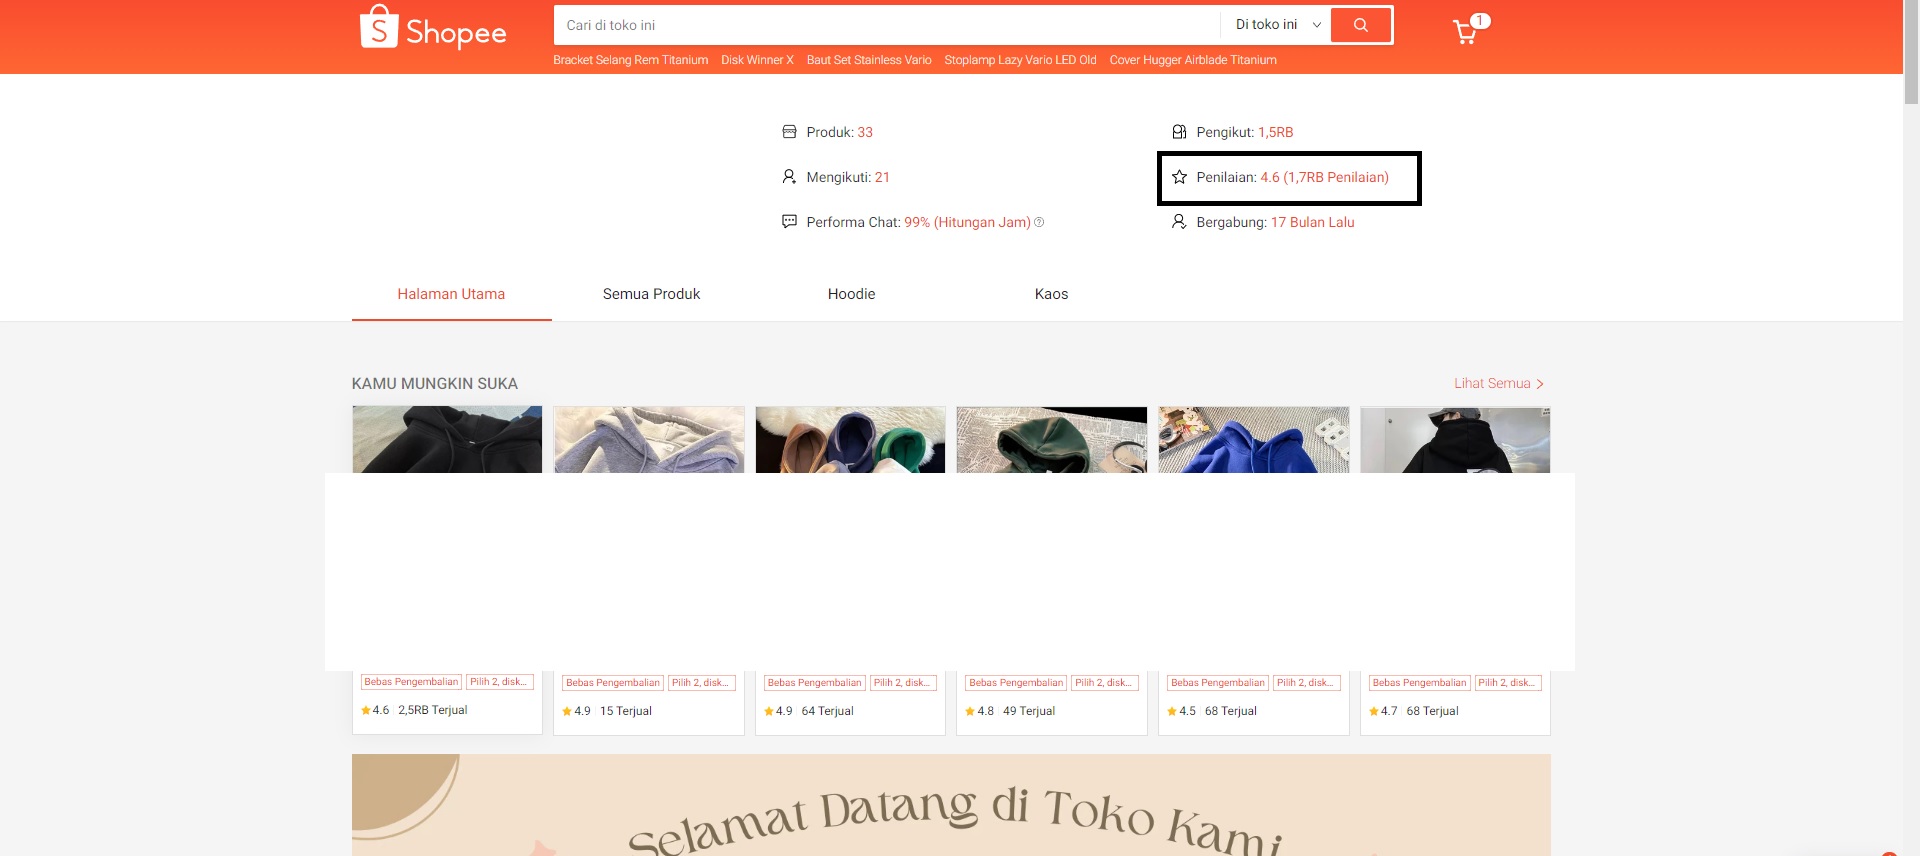 Shopee
Cari di toko ini
Di toko ini
1
Bracket Selang Rem Titanium Disk Winner X Baut Set Stainless Vario Stoplamp Lazy Vario LED Old Cover Hugger Airblade Titanium
Produk: 33
Pengikut: 1,5RB
Mengikuti: 21
Penilaian: 4.6 (1,7RB Penilaian)
Performa Chat: 99% (Hitungan Jam)
Bergabung: 17 Bulan Lalu
Halaman Utama Semua Produk Hoodie Kaos
KAMU MUNGKIN SUKA
Lihat Semua
Bebas Pengembalian Pilih 2, disk...
4.6 2,5RB Terjual
Bebas Pengembalian Pilih 2, disk...
4.9 15 Terjual
Bebas Pengembalian Pilih 2, disk...
4.9 64 Terjual
Bebas Pengembalian Pilih 2, disk...
4.8 49 Terjual
Bebas Pengembalian Pilih 2, disk...
4.5 68 Terjual
Bebas Pengembalian Pilih 2, disk...
4.7 68 Terjual
Selamat Datang di Toko Kami